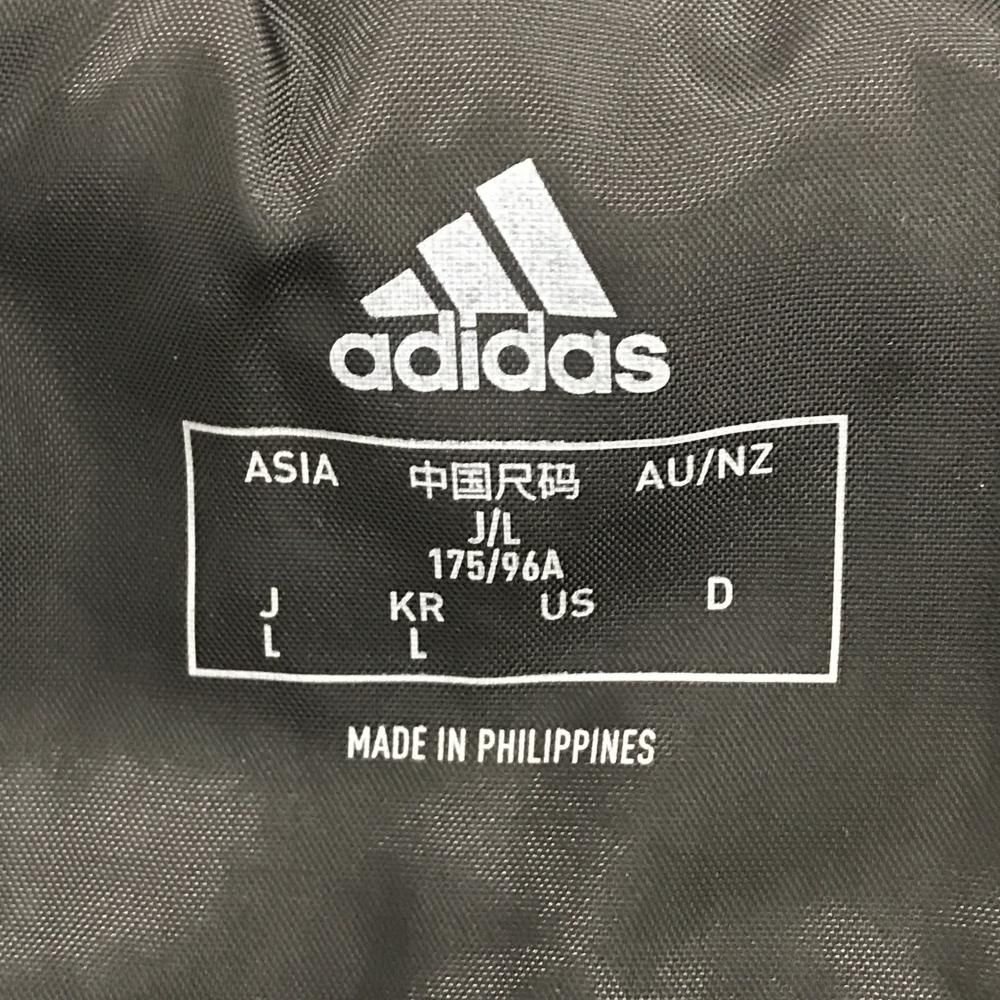 adidas
ASIA 中国尺码 AU/NZ
J/L
175/96A
J KR US D
L L
MADE IN PHILIPPINES